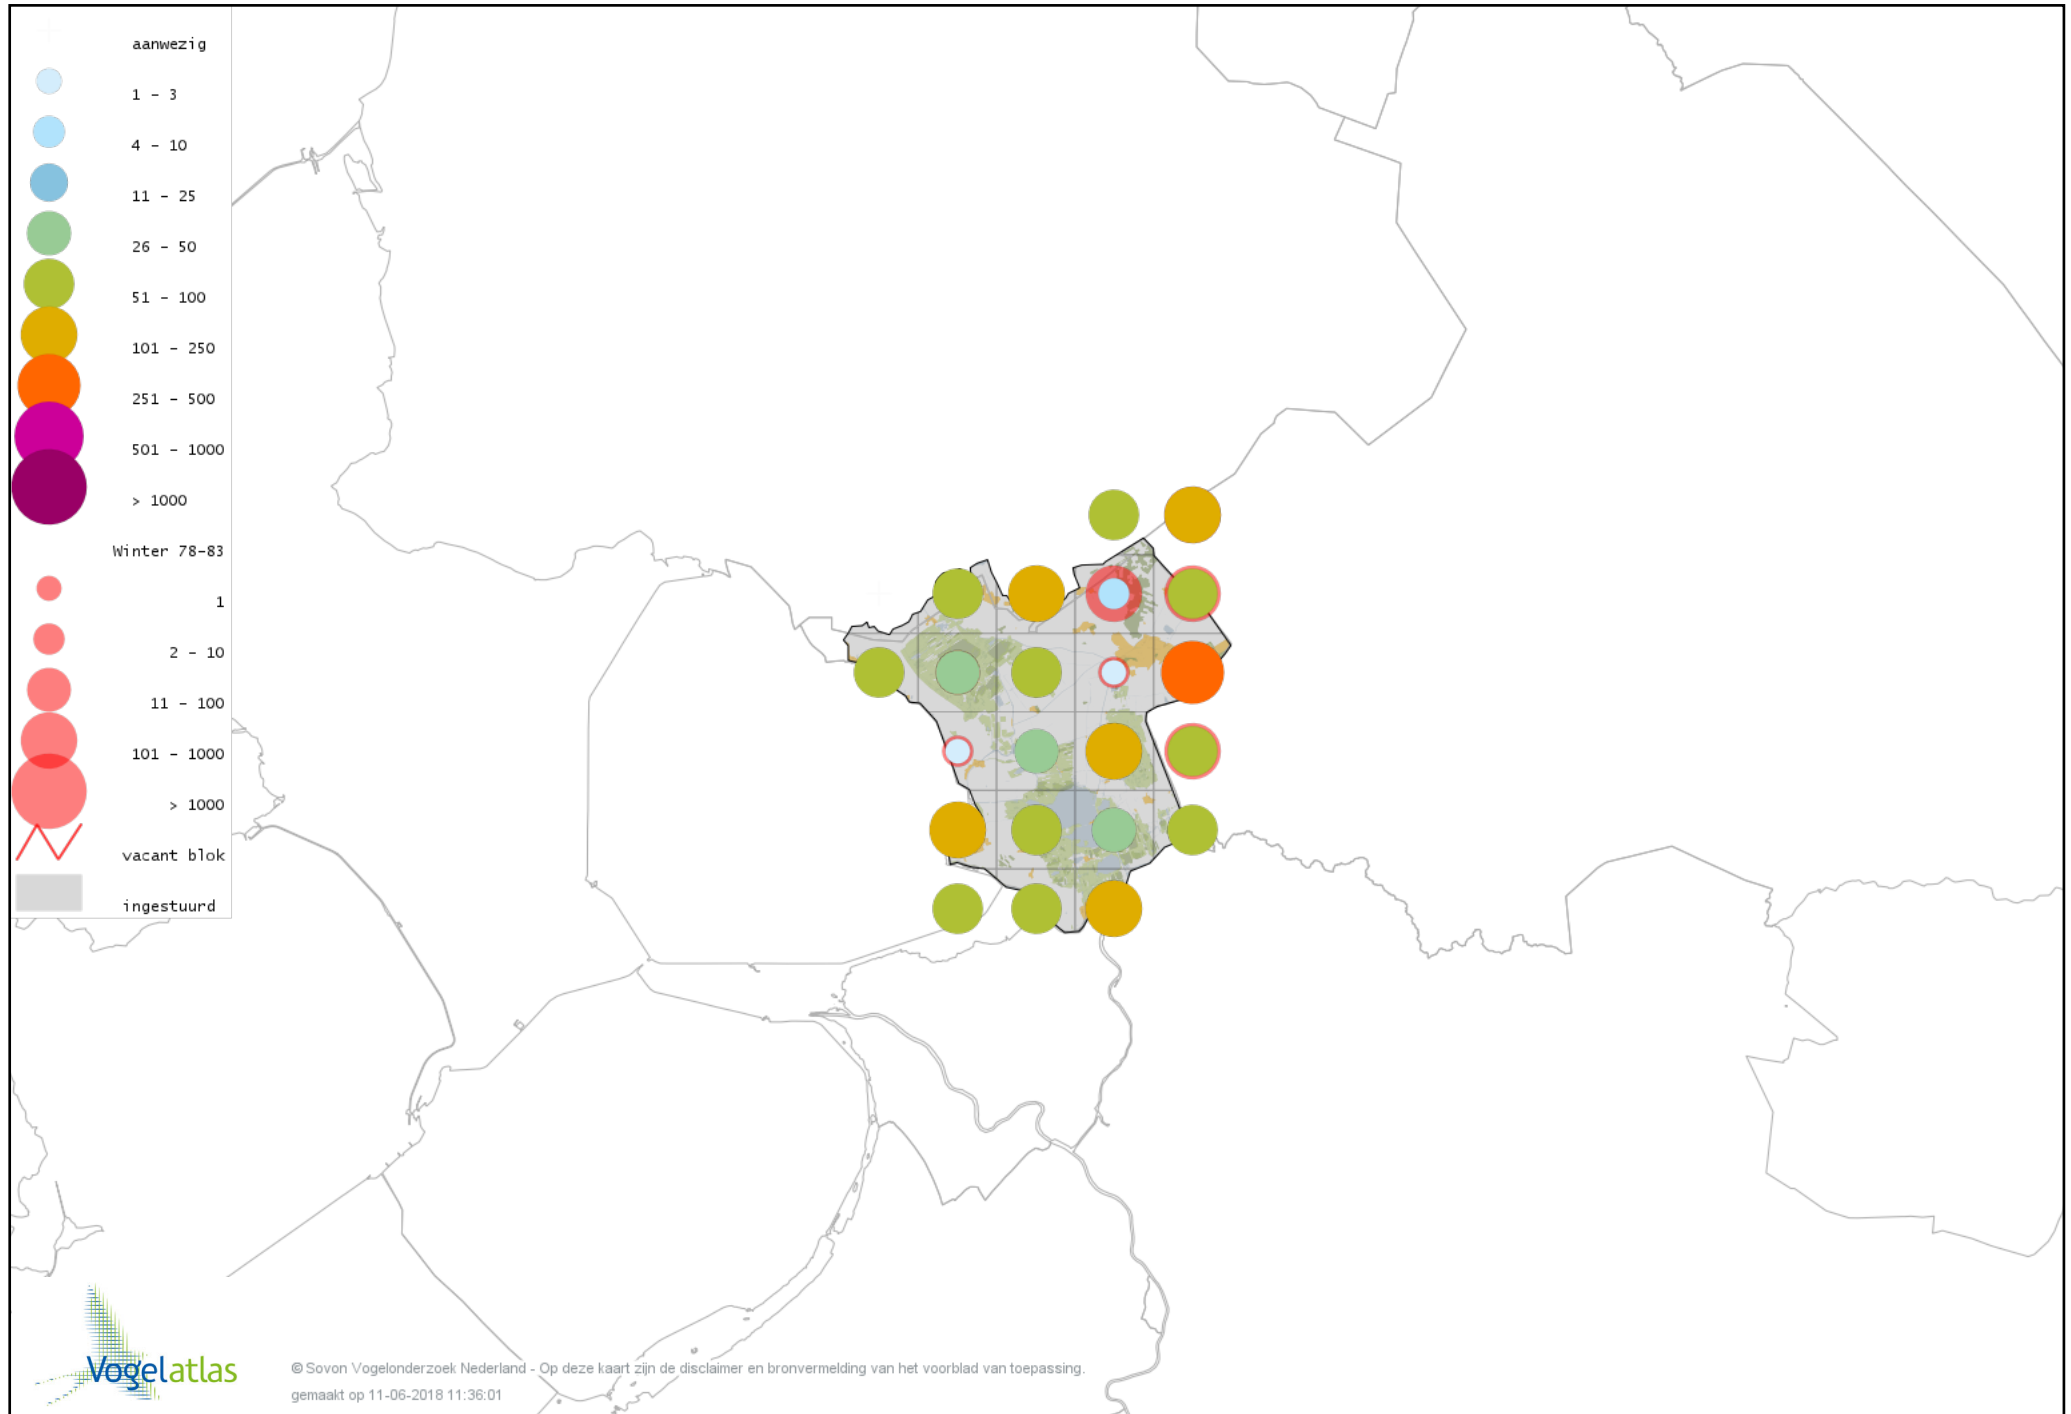 aanwezig
1 - 3
4 - 10
11 - 25
26 - 50
51 - 100
101 - 250
251 - 500
501 - 1000
> 1000
Winter 78-83
1
2 - 10
11 - 100
101 - 1000
> 1000
vacant blok
ingestuurd
Vogelatlas
© Sovon Vogelonderzoek Nederland - Op deze kaart zijn de disclaimer en bronvermelding van het voorblad van toepassing.
gemaakt op 11-06-2018 11:36:01